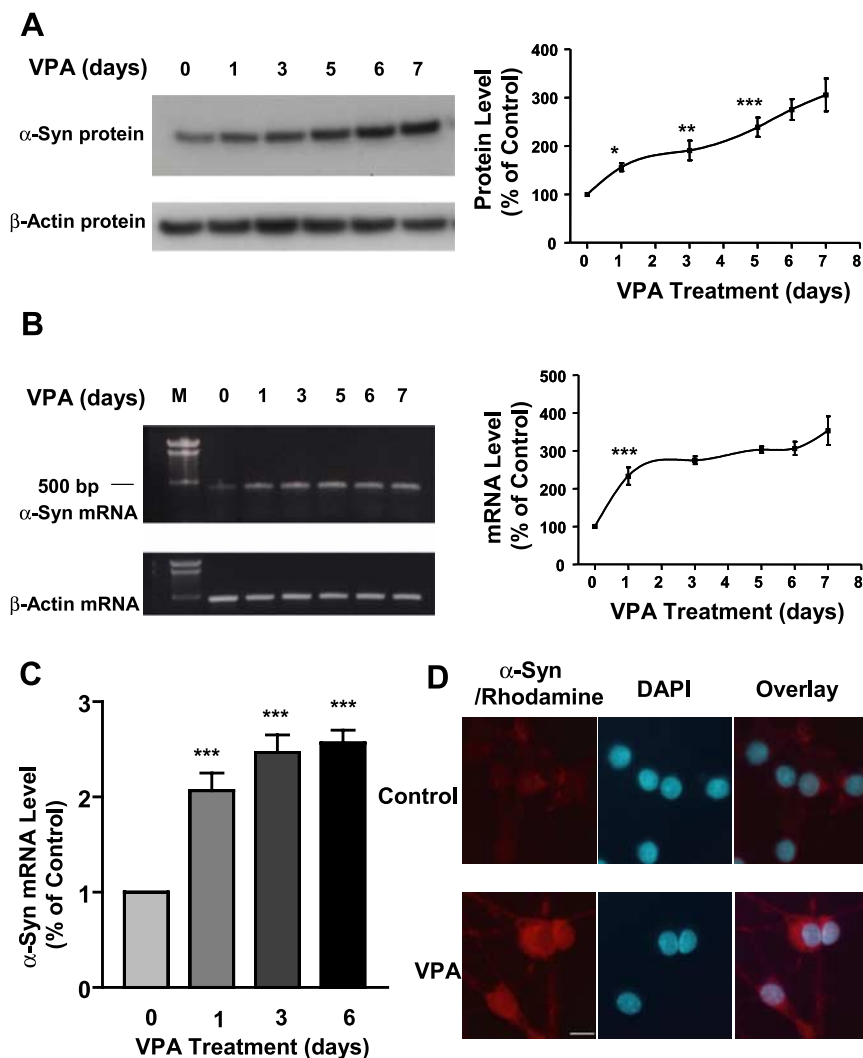 A
VPA (days) 0 1 3 5 6 7
α-Syn protein
β-Actin protein
Protein Level
(% of Control)
400
300
200
100
0
* ** ***
0 1 2 3 4 5 6 7 8
VPA Treatment (days)
B
VPA (days) M 0 1 3 5 6 7
500 bp
α-Syn mRNA
β-Actin mRNA
mRNA Level
(% of Control)
500
400
300
200
100
0
***
0 1 2 3 4 5 6 7 8
VPA Treatment (days)
C
α-Syn mRNA Level
(% of Control)
3
2
1
0
*** *** ***
0 1 3 6
VPA Treatment (days)
D
α-Syn
/Rhodamine DAPI Overlay
Control
VPA